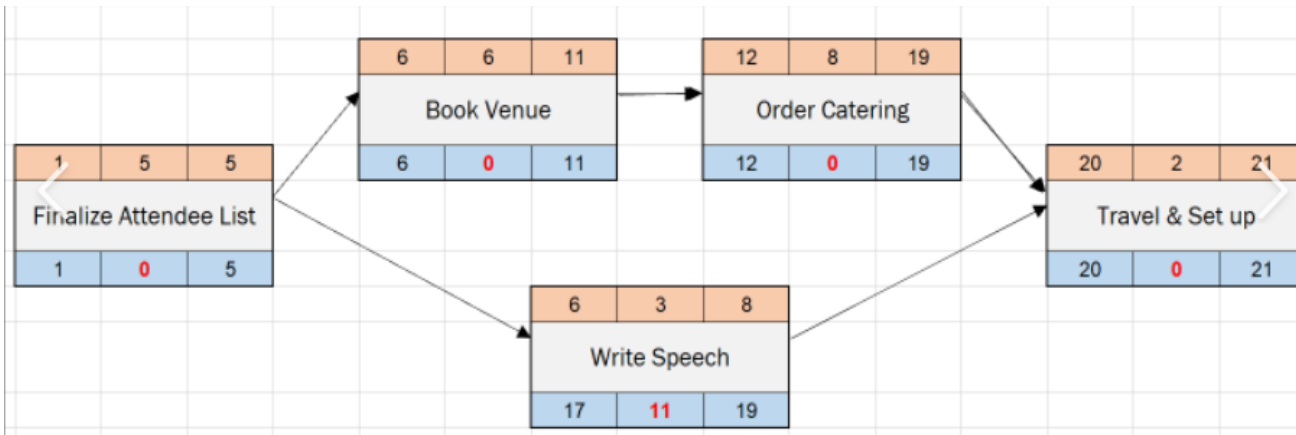 1 5 5
Finalize Attendee List
1 0 5
6 6 11
Book Venue
6 0 11
12 8 19
Order Catering
12 0 19
6 3 8
Write Speech
17 11 19
20 2 21
Travel & Set up
20 0 21